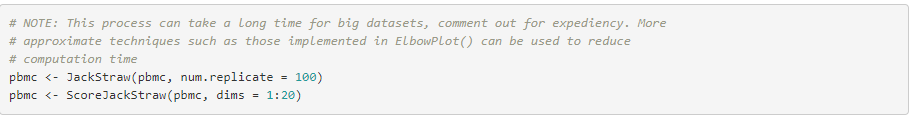 # NOTE: This process can take a long time for big datasets, comment out for expediency. More
# approximate techniques such as those implemented in ElbowPlot() can be used to reduce
# computation time
pbmc <- JackStraw(pbmc, num.replicate = 100)
pbmc <- ScoreJackStraw(pbmc, dims = 1:20)